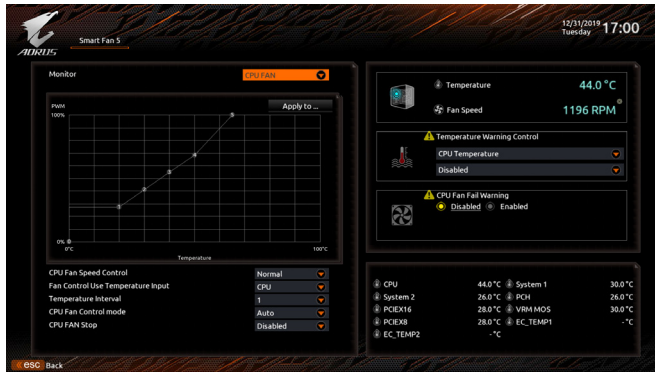 AORUS
Smart Fan 5
12/31/2019 Tuesday 17:00
Monitor
CPU FAN
PWM
100%
Apply to ...
0%
0°C
100°C
Temperature
CPU Fan Speed Control Normal
Fan Control Use Temperature Input CPU
Temperature Interval 1
CPU Fan Control mode Auto
CPU FAN Stop Disabled
Temperature 44.0 °C
Fan Speed 1196 RPM
Temperature Warning Control
CPU Temperature
Disabled
CPU Fan Fail Warning
Disabled Enabled
CPU 44.0°C System 1 30.0°C
System 2 26.0°C PCH 26.0°C
PCIEX16 28.0°C VRM MOS 30.0°C
PCIEX8 28.0°C EC_TEMP1 -°C
EC_TEMP2 -°C
esc Back